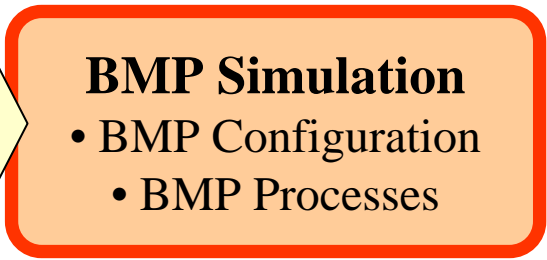 BMP Simulation
• BMP Configuration
• BMP Processes